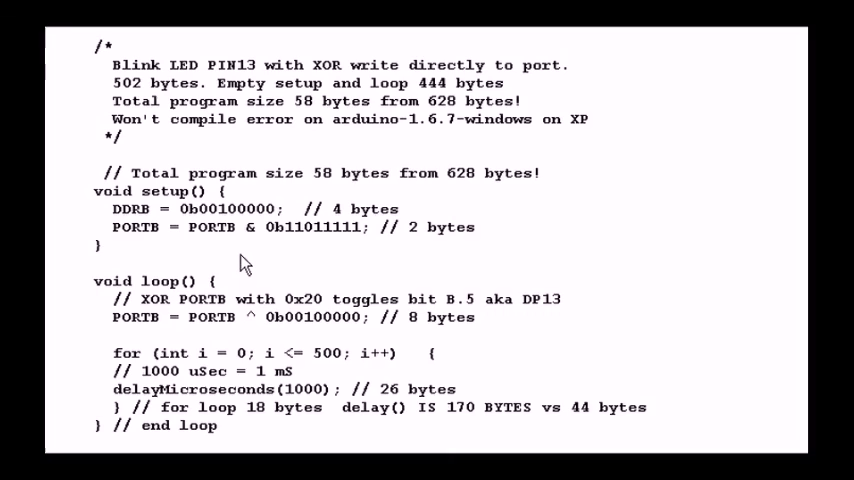 /*
Blink LED PIN13 with XOR write directly to port.
502 bytes. Empty setup and loop 444 bytes
Total program size 58 bytes from 628 bytes!
Won't compile error on arduino-1.6.7-windows on XP
*/
// Total program size 58 bytes from 628 bytes!
void setup() {
DDRB = 0b00100000;  // 4 bytes
PORTB = PORTB & 0b11011111; // 2 bytes
}
void loop() {
// XOR PORTB with 0x20 toggles bit B.5 aka DP13
PORTB = PORTB ^ 0b00100000; // 8 bytes
for (int i = 0; i <= 500; i++)   {
// 1000 uSec = 1 mS
delayMicroseconds(1000); // 26 bytes
} // for loop 18 bytes  delay() IS 170 BYTES vs 44 bytes
} // end loop